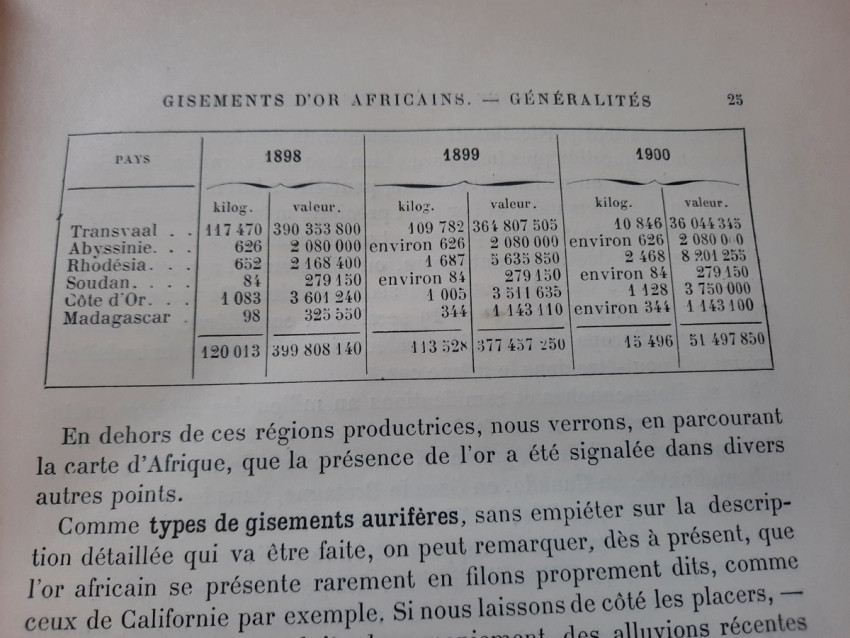 GISEMENTS D'OR AFRICAINS. — GÉNÉRALITÉS 25
PAYS 1898 1899 1900
kilog. valeur. kilog. valeur. kilog. valeur.
Transvaal . . 117 470 390 353 800 109 782 364 807 505 10 846 36 044 345
Abyssinie. . . 626 2 080 000 environ 626 2 080 000 environ 626 2 080 000
Rhodésia. . . 652 2 168 400 1 687 5 635 850 2 468 8 201 255
Soudan. . . . 84 279 150 environ 84 279 150 environ 84 279 150
Côte d'Or. . . 1 083 3 601 240 1 005 3 511 635 1 128 3 750 000
Madagascar . 98 325 550 344 1 143 110 environ 344 1 143 100
120 013 399 808 140 113 528 377 457 250 15 496 51 497 850
En dehors de ces régions productrices, nous verrons, en parcourant
la carte d'Afrique, que la présence de l'or a été signalée dans divers
autres points.
Comme types de gisements aurifères, sans empiéter sur la descrip-
tion détaillée qui va être faite, on peut remarquer, dès à présent, que
l'or africain se présente rarement en filons proprement dits, comme
ceux de Californie par exemple. Si nous laissons de côté les placers, —
des alluvions récentes